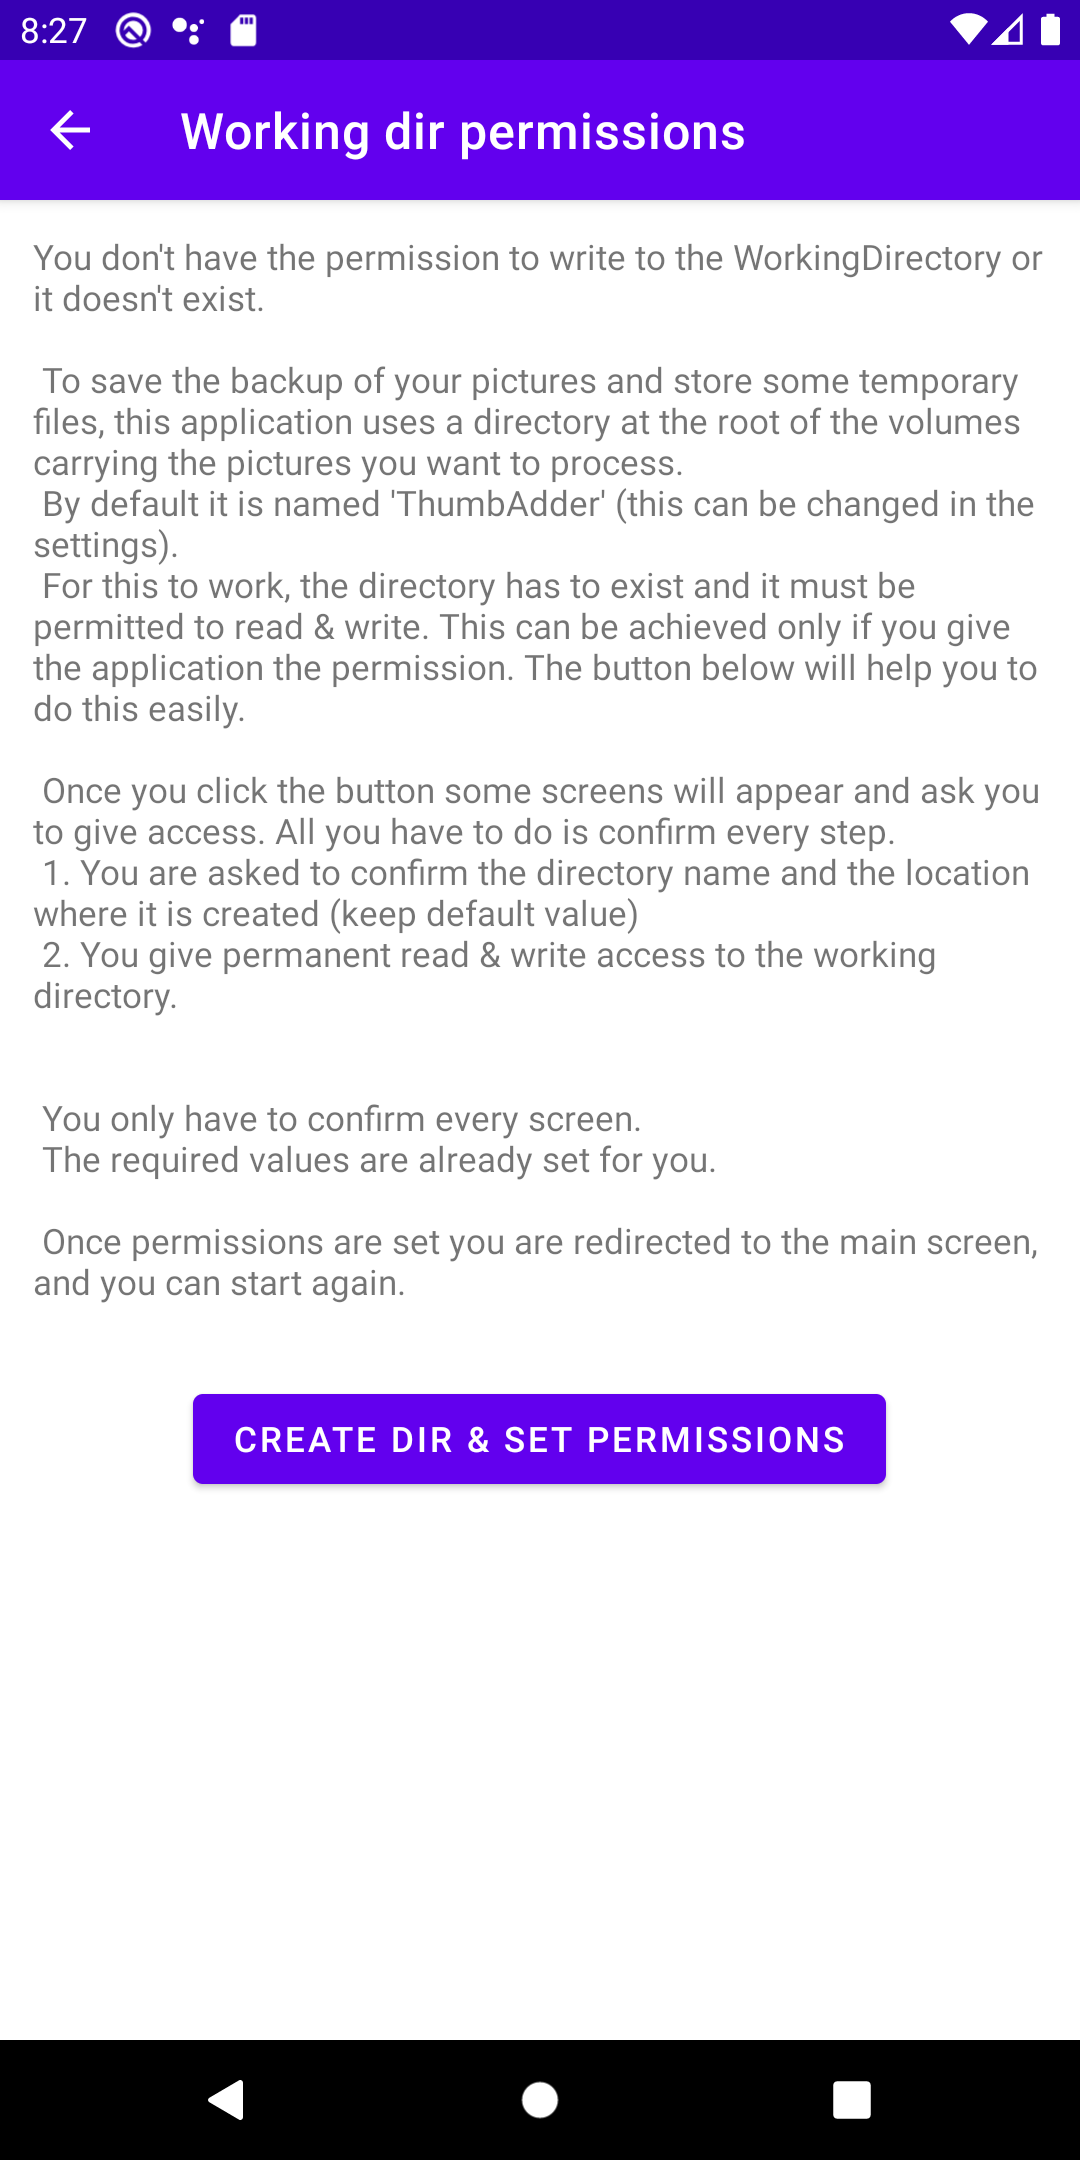 8:27
Working dir permissions
You don't have the permission to write to the WorkingDirectory or
it doesn't exist.
To save the backup of your pictures and store some temporary
files, this application uses a directory at the root of the volumes
carrying the pictures you want to process.
By default it is named 'ThumbAdder' (this can be changed in the
settings).
For this to work, the directory has to exist and it must be
permitted to read & write. This can be achieved only if you give
the application the permission. The button below will help you to
do this easily.
Once you click the button some screens will appear and ask you
to give access. All you have to do is confirm every step.
1. You are asked to confirm the directory name and the location
where it is created (keep default value)
2. You give permanent read & write access to the working
directory.
You only have to confirm every screen.
The required values are already set for you.
Once permissions are set you are redirected to the main screen,
and you can start again.
CREATE DIR & SET PERMISSIONS